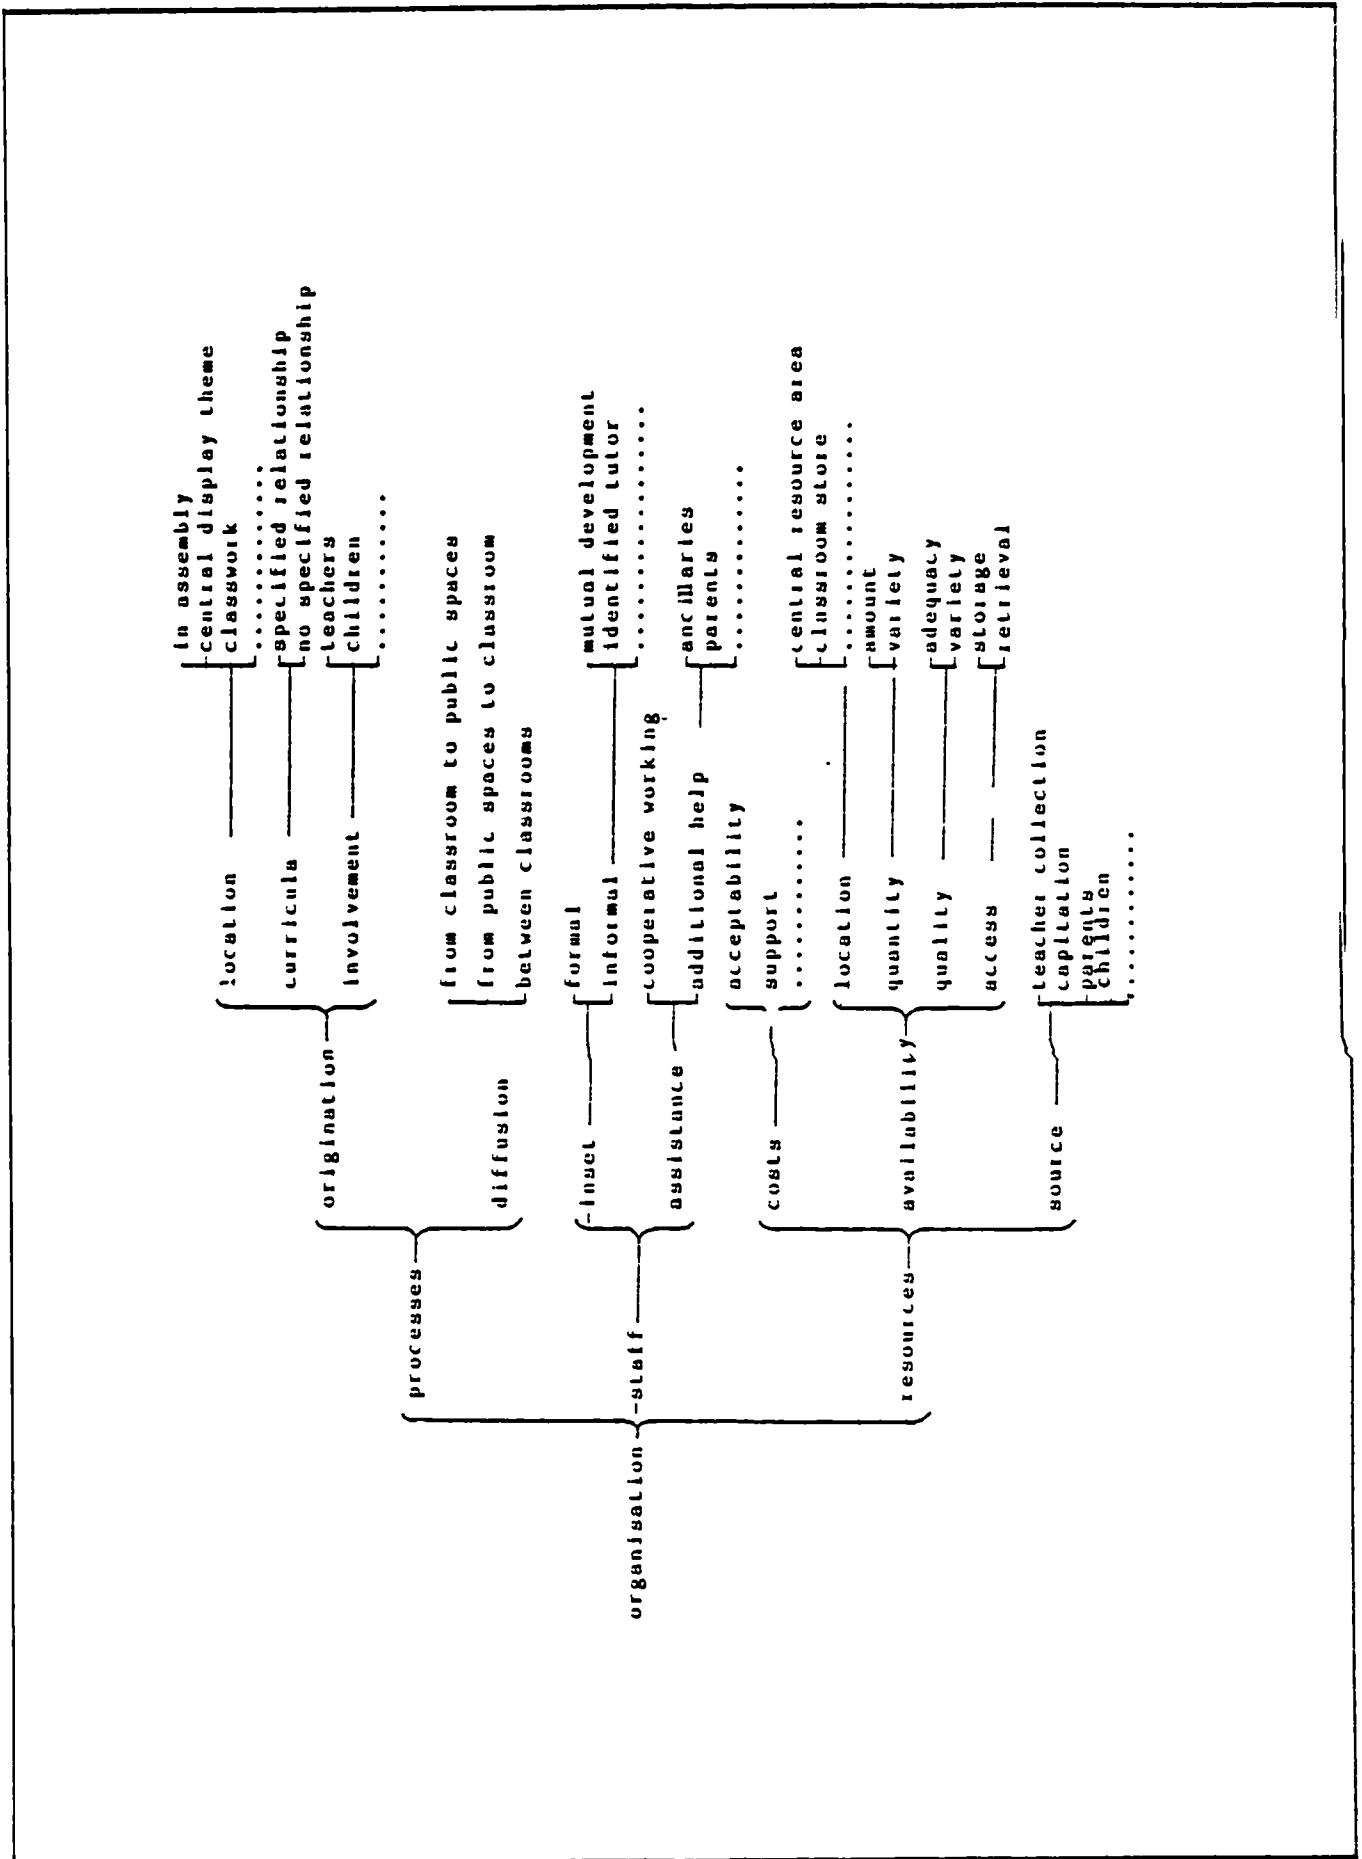 organisation
processes
staff
resources
origination
diffusion
inset
assistance
costs
availability
source
location
curricula
involvement
from classroom to public spaces
from public spaces to classroom
between classrooms
formal
informal
cooperative working
additional help
acceptability
support
..........
location
quantity
quality
access
teacher collection
capitation
parents
children
..........
in assembly
central display theme
classwork
..........
specified relationship
no specified relationship
teachers
children
..........
mutual development
identified tutor
..........
ancillaries
parents
..........
central resource area
classroom store
..........
amount
variety
adequacy
variety
storage
retrieval